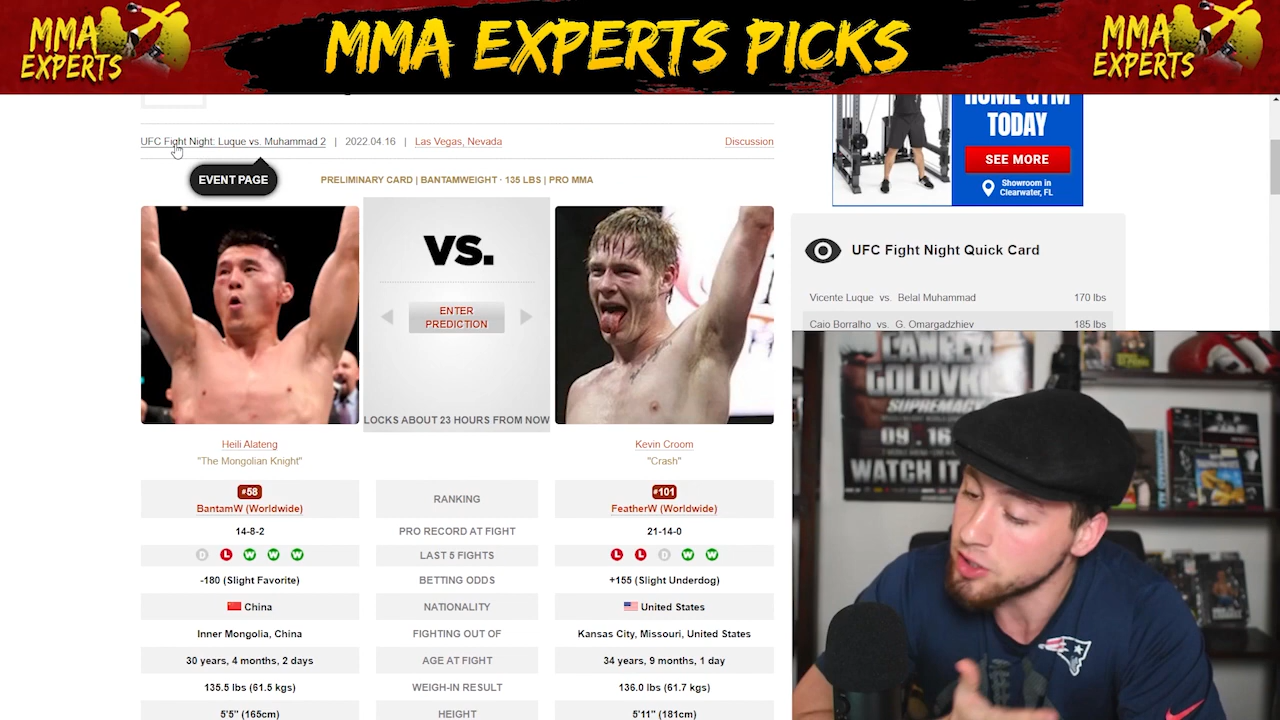 MMA EXPERTS
MMA EXPERTS PICKS
MMA EXPERTS
UFC Fight Night: Luque vs. Muhammad 2 | 2022.04.16 | Las Vegas, Nevada
Discussion
EVENT PAGE
PRELIMINARY CARD | BANTAMWEIGHT · 135 LBS | PRO MMA
VS.
ENTER
PREDICTION
LOCKS ABOUT 23 HOURS FROM NOW
Heili Alateng
Kevin Croom
"The Mongolian Knight"
"Crash"
#58
RANKING
#101
BantamW (Worldwide)
FeatherW (Worldwide)
14-8-2
PRO RECORD AT FIGHT
21-14-0
D L W W W
LAST 5 FIGHTS
L L D W W
-180 (Slight Favorite)
BETTING ODDS
+155 (Slight Underdog)
China
NATIONALITY
United States
Inner Mongolia, China
FIGHTING OUT OF
Kansas City, Missouri, United States
30 years, 4 months, 2 days
AGE AT FIGHT
34 years, 9 months, 1 day
135.5 lbs (61.5 kgs)
WEIGH-IN RESULT
136.0 lbs (61.7 kgs)
5'5" (165cm)
HEIGHT
5'11" (181cm)
HOME GYM
TODAY
SEE MORE
Showroom in
Clearwater, FL
UFC Fight Night Quick Card
Vicente Luque vs. Belal Muhammad
170 lbs
Caio Borralho vs. G. Omargadzhiev
185 lbs
CANELO
GOLOVK
SUPREMACY
09 16
WATCH IT